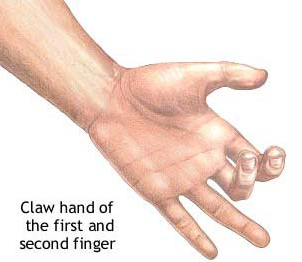 Claw hand of
the first and
second finger